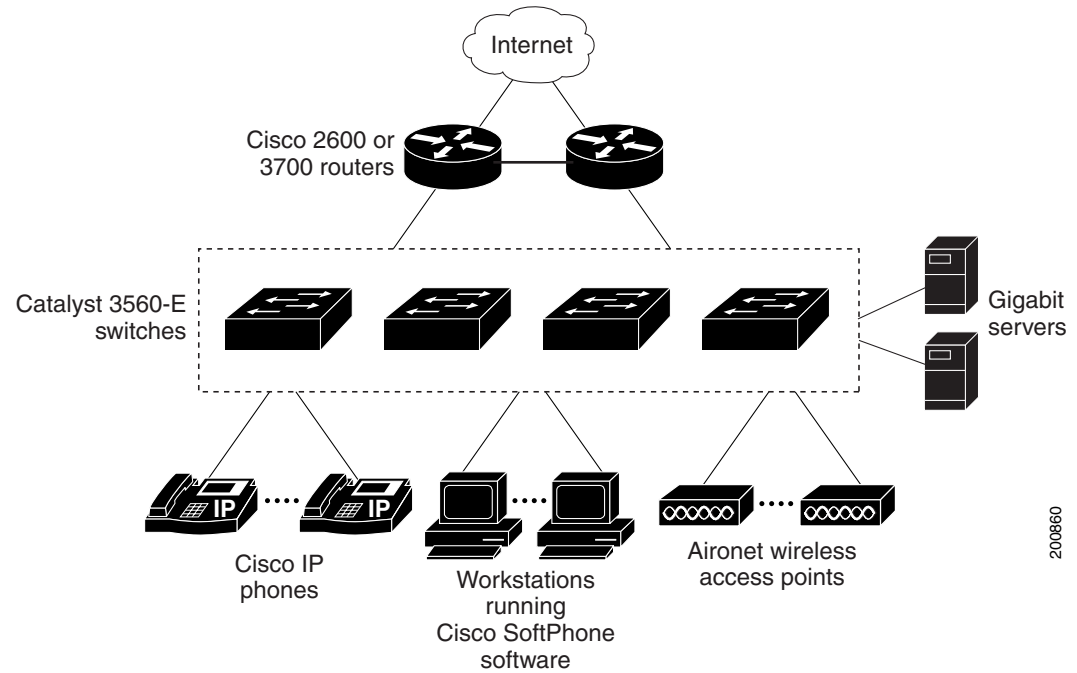 Internet
Cisco 2600 or
3700 routers
Catalyst 3560-E
switches
Gigabit
servers
IP
IP
Cisco IP
phones
Workstations
running
Cisco SoftPhone
software
Aironet wireless
access points
200860